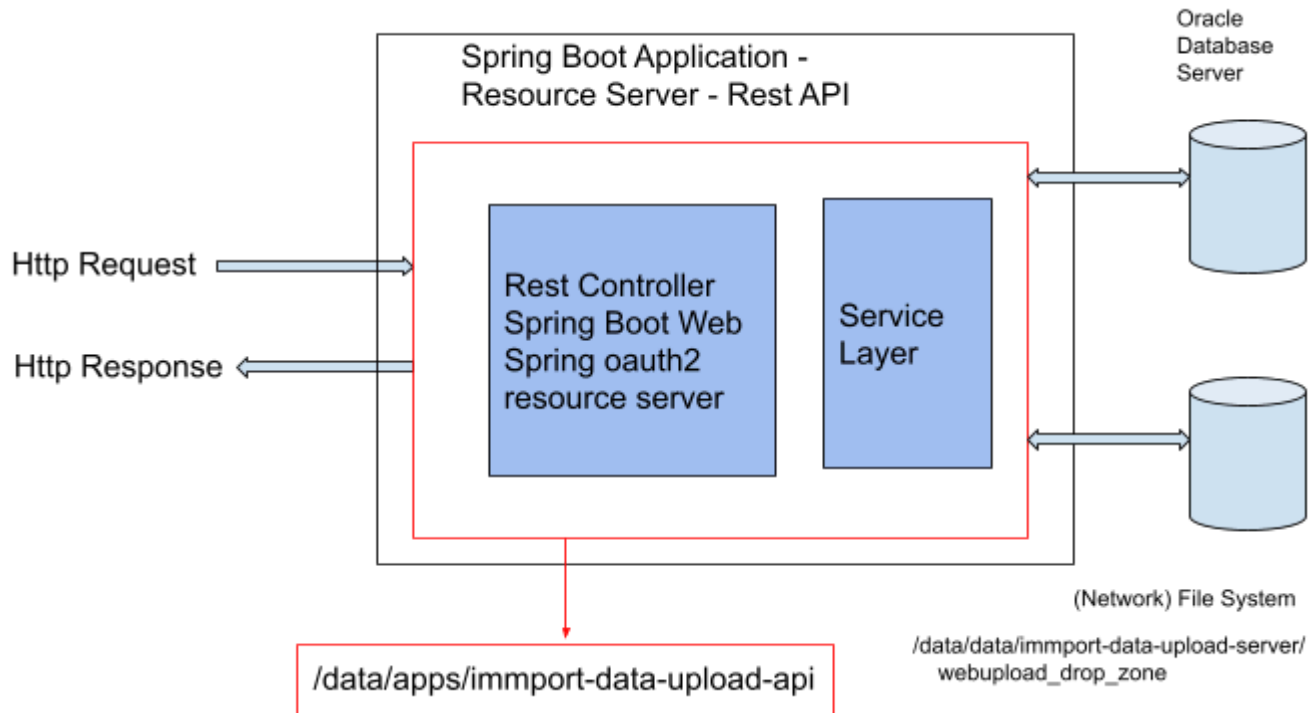 Oracle
Database
Server
Spring Boot Application -
Resource Server - Rest API
Http Request
Http Response
Rest Controller
Spring Boot Web
Spring oauth2
resource server
Service
Layer
(Network) File System
/data/data/immport-data-upload-server/
webupload_drop_zone
/data/apps/immport-data-upload-api